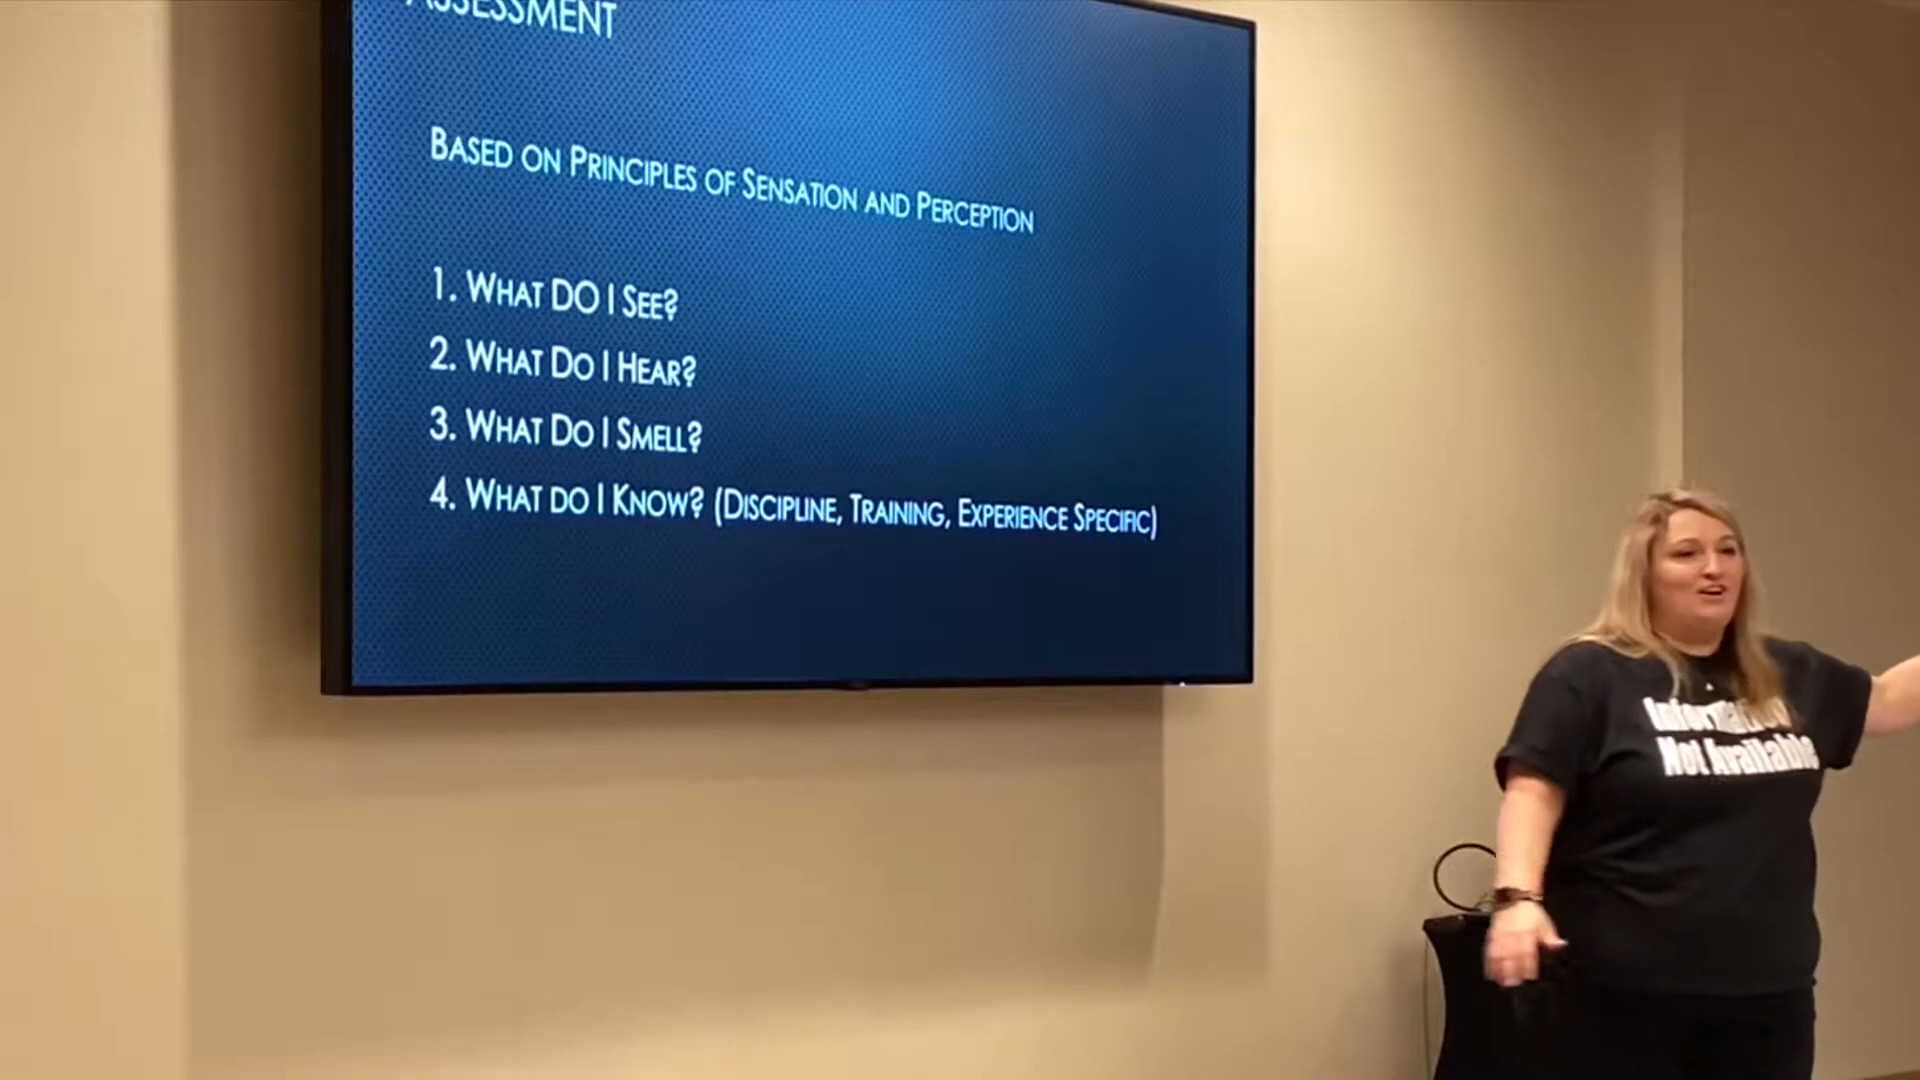 ASSESSMENT
BASED ON PRINCIPLES OF SENSATION AND PERCEPTION
1. WHAT DO I SEE?
2. WHAT DO I HEAR?
3. WHAT DO I SMELL?
4. WHAT DO I KNOW? (DISCIPLINE, TRAINING, EXPERIENCE SPECIFIC)
Information
Not Available